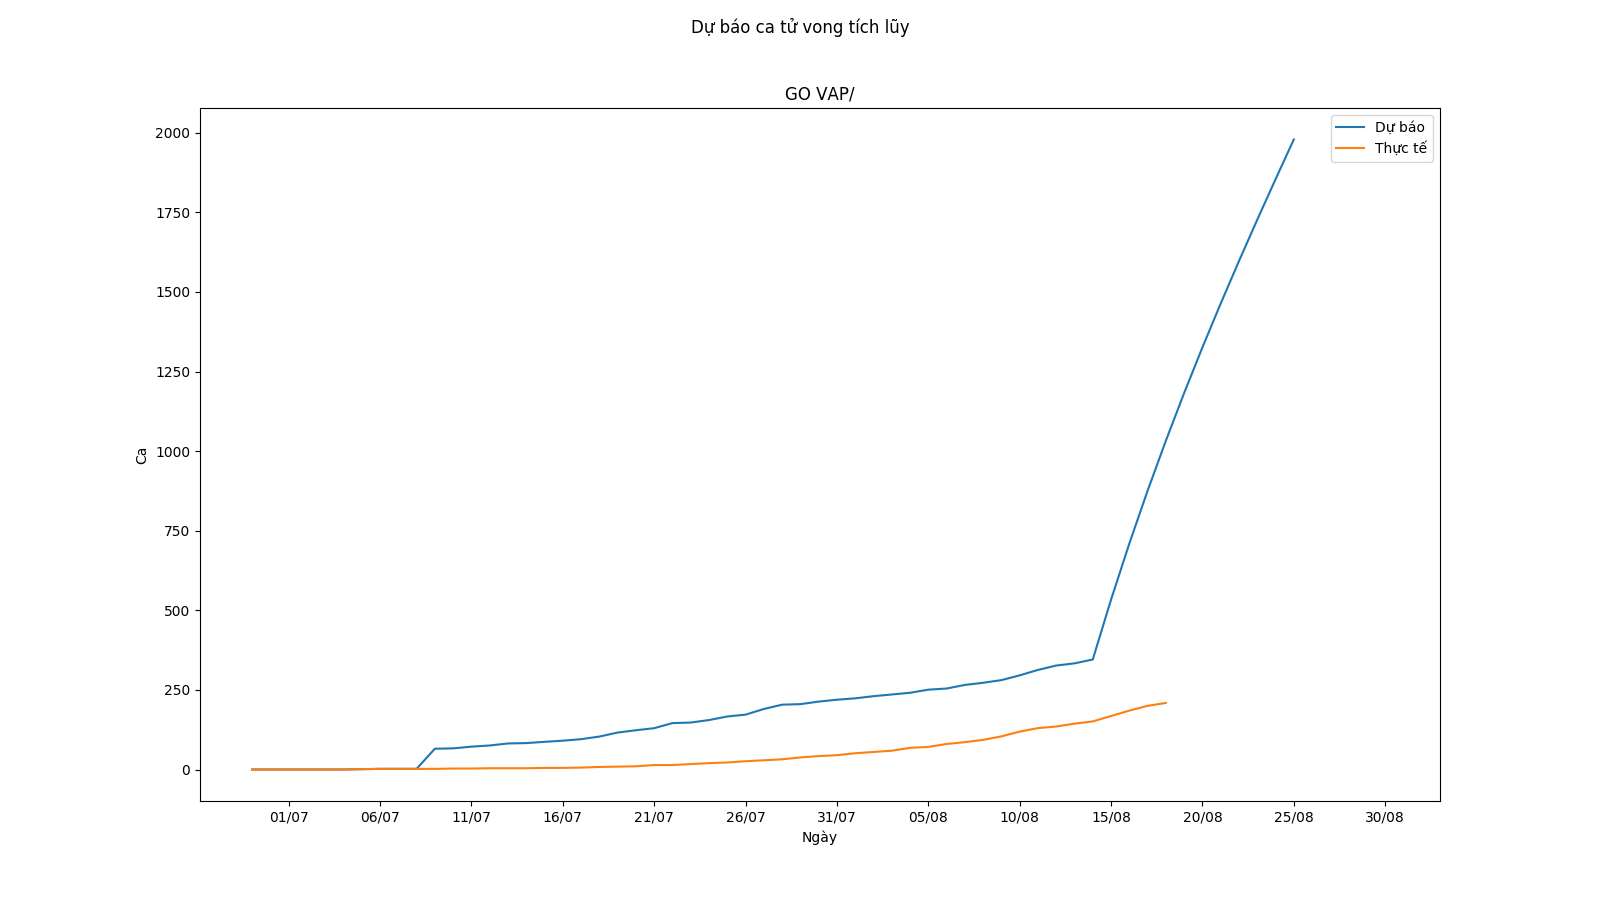 Dự báo ca tử vong tích lũy
GO VAP/
Dự báo
Thực tế
2000
1750
1500
1250
1000
750
500
250
0
Ca
01/07 06/07 11/07 16/07 21/07 26/07 31/07 05/08 10/08 15/08 20/08 25/08 30/08
Ngày